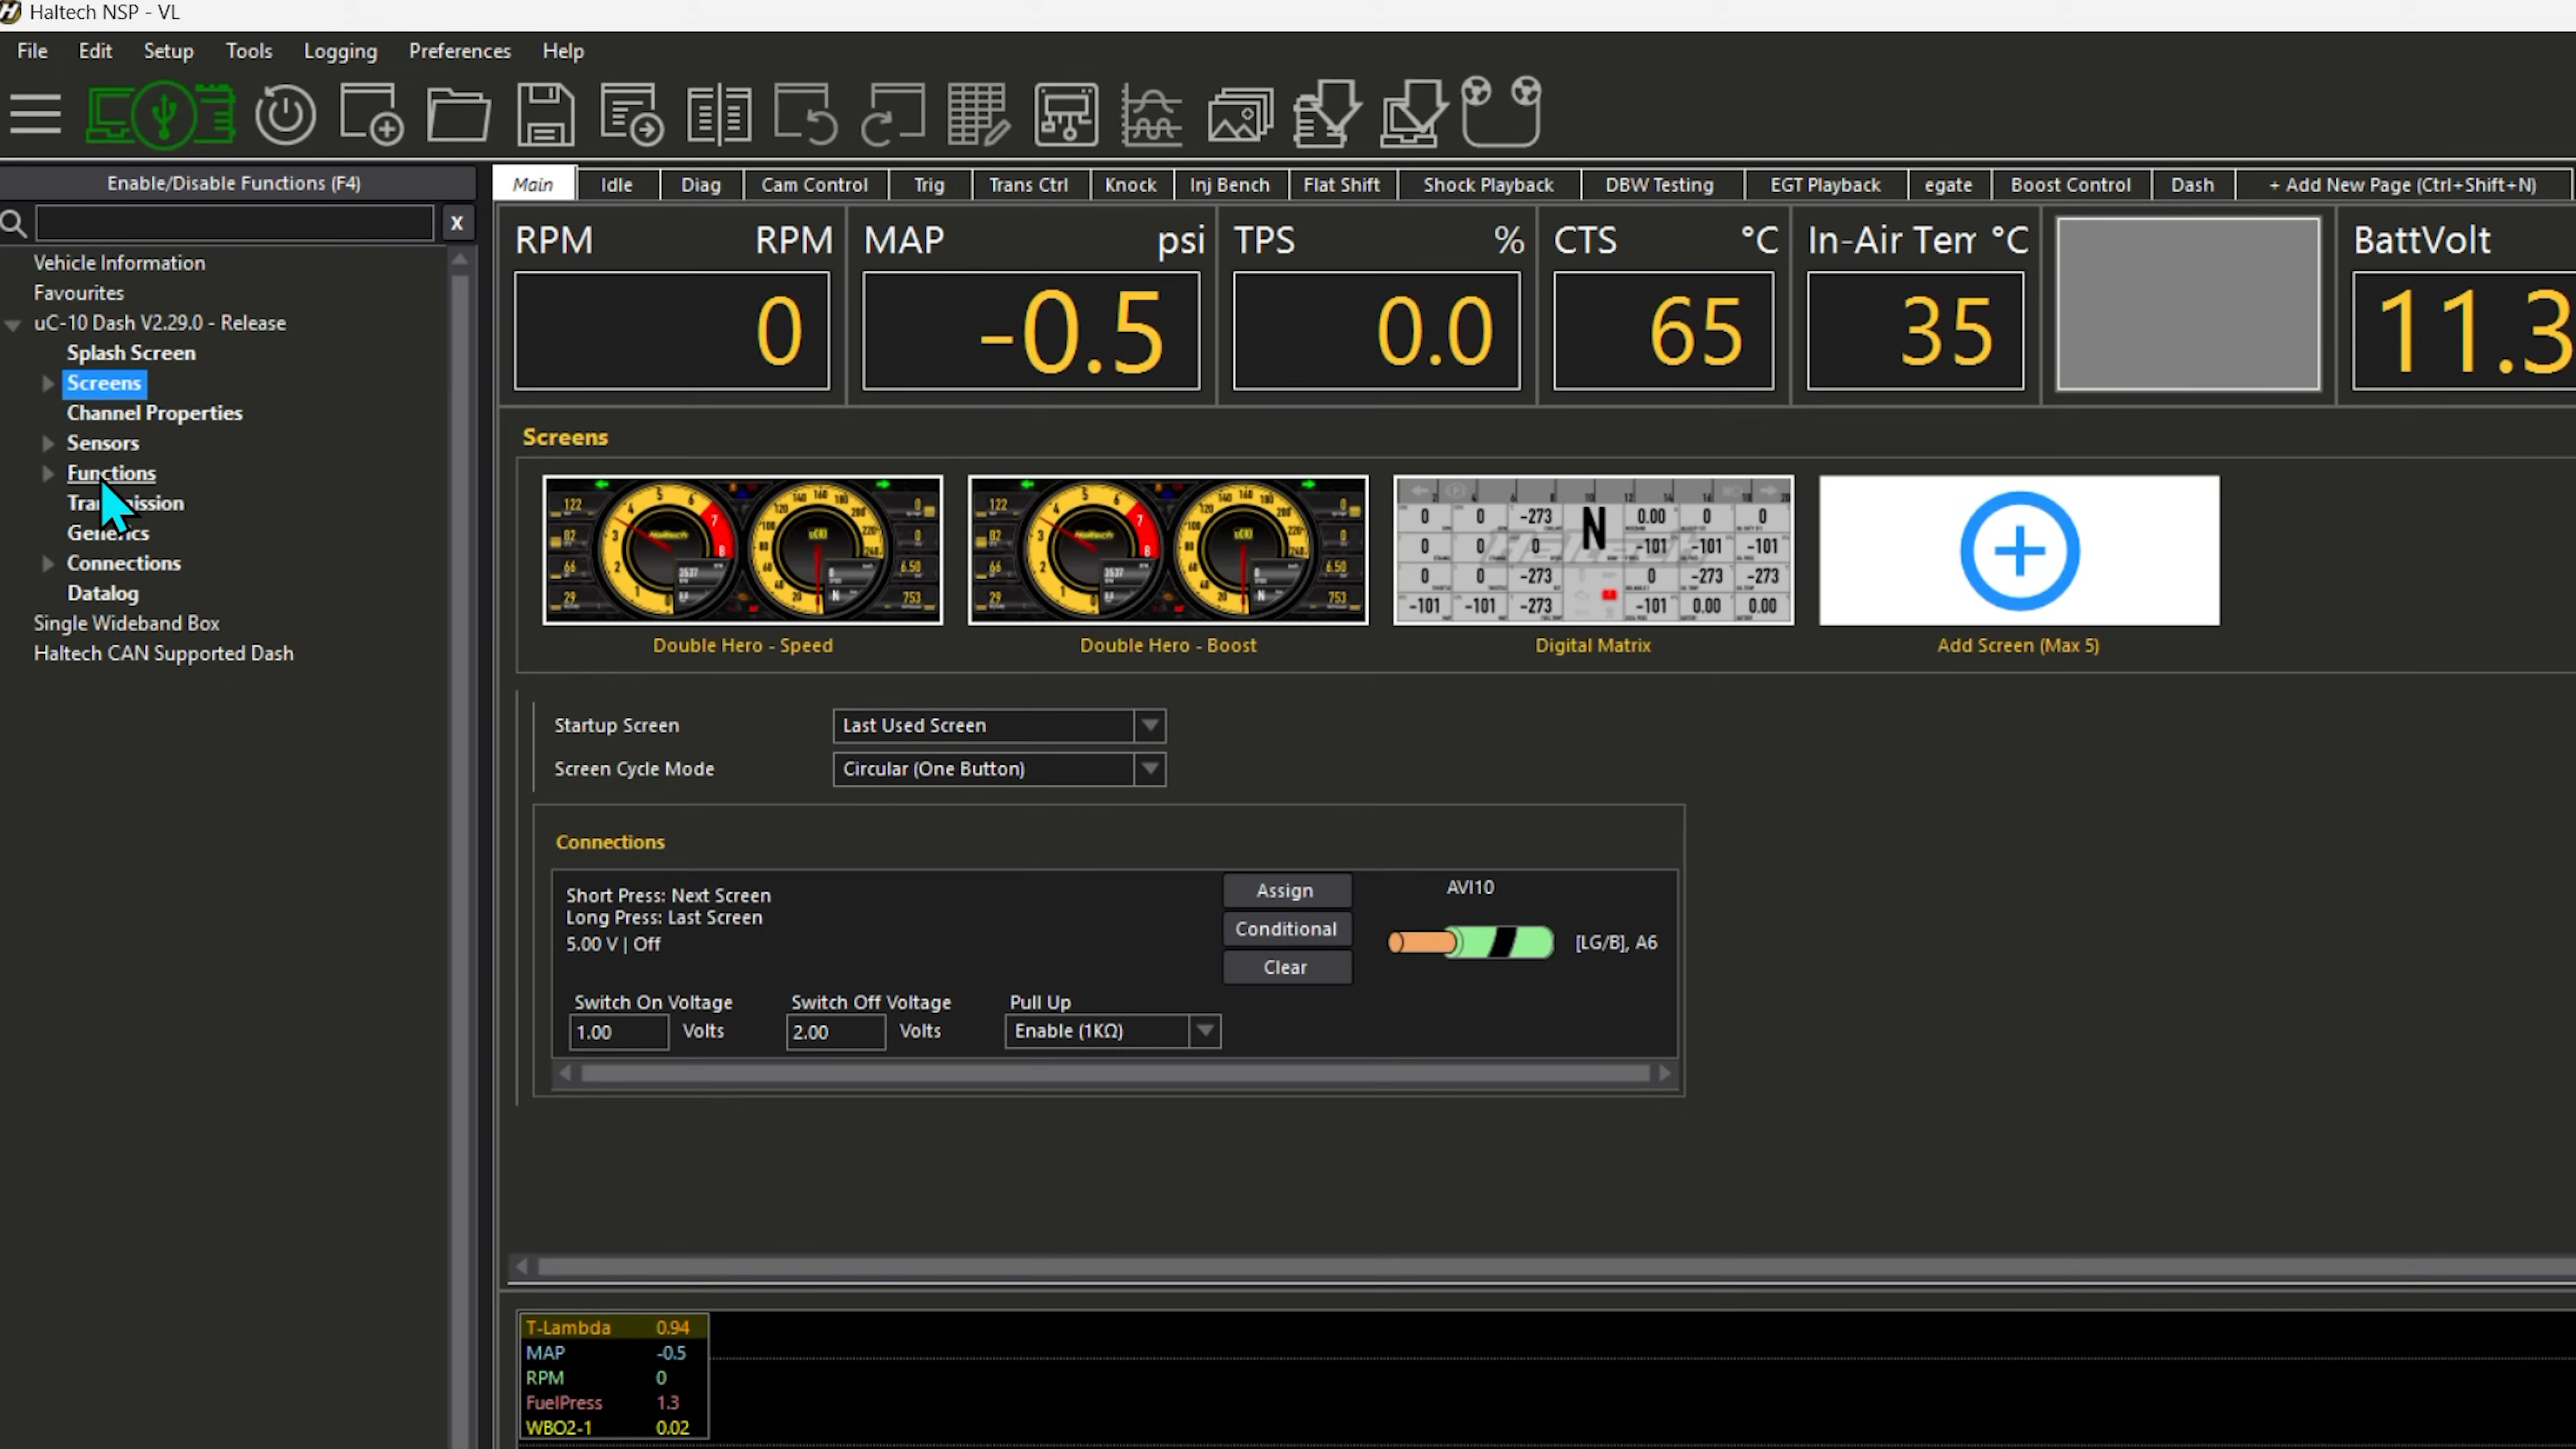 Haltech NSP - VL
File Edit Setup Tools Logging Preferences Help
Enable/Disable Functions (F4)
X
Vehicle Information
Favourites
uC-10 Dash V2.29.0 - Release
Splash Screen
Screens
Channel Properties
Sensors
Functions
Generics
Connections
Datalog
Single Wideband Box
Haltech CAN Supported Dash
Main Idle Diag Cam Control Trig Trans Ctrl Knock Inj Bench Flat Shift Shock Playback DBW Testing EGT Playback egate Boost Control Dash + Add New Page (Ctrl+Shift+N)
RPM RPM MAP psi TPS % CTS °C In-Air Tem °C BattVolt
0 -0.5 0.0 65 35 11.3
Screens
Double Hero - Speed
Double Hero - Boost
Digital Matrix
Add Screen (Max 5)
Startup Screen Last Used Screen
Screen Cycle Mode Circular (One Button)
Connections
Short Press: Next Screen
Long Press: Last Screen
5.00 V | Off
Assign
Conditional
Clear
AVI10
[LG/B], A6
Switch On Voltage Switch Off Voltage Pull Up
1.00 Volts 2.00 Volts Enable (1KΩ)
T-Lambda 0.94
MAP -0.5
RPM 0
FuelPress 1.3
WBO2-1 0.02